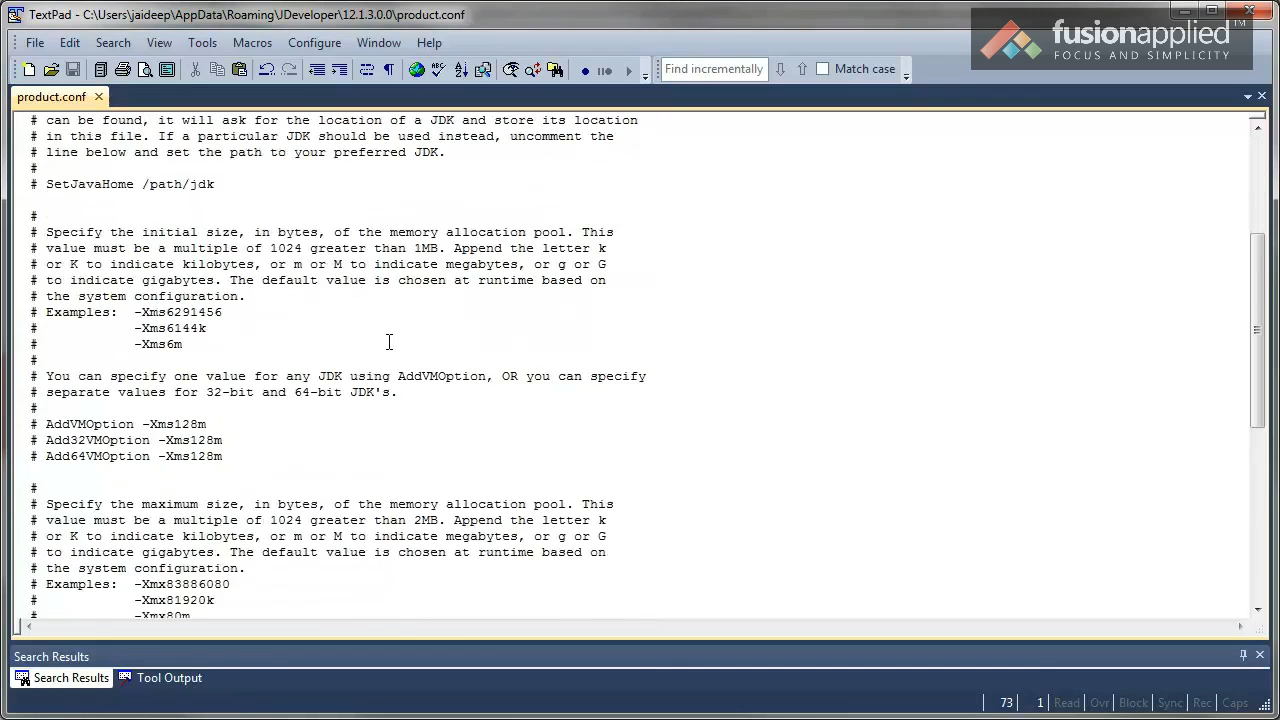 TextPad - C:\Users\jaideep\AppData\Roaming\JDeveloper\12.1.3.0.0\product.conf
fusionapplied™
FOCUS AND SIMPLICITY
File Edit Search View Tools Macros Configure Window Help
Find incrementally Match case
product.conf
# can be found, it will ask for the location of a JDK and store its location
# in this file. If a particular JDK should be used instead, uncomment the
# line below and set the path to your preferred JDK.
#
# SetJavaHome /path/jdk
#
# Specify the initial size, in bytes, of the memory allocation pool. This
# value must be a multiple of 1024 greater than 1MB. Append the letter k
# or K to indicate kilobytes, or m or M to indicate megabytes, or g or G
# to indicate gigabytes. The default value is chosen at runtime based on
# the system configuration.
# Examples:  -Xms6291456
#            -Xms6144k
#            -Xms6m
#
# You can specify one value for any JDK using AddVMOption, OR you can specify
# separate values for 32-bit and 64-bit JDK's.
#
# AddVMOption -Xms128m
# Add32VMOption -Xms128m
# Add64VMOption -Xms128m
#
# Specify the maximum size, in bytes, of the memory allocation pool. This
# value must be a multiple of 1024 greater than 2MB. Append the letter k
# or K to indicate kilobytes, or m or M to indicate megabytes, or g or G
# to indicate gigabytes. The default value is chosen at runtime based on
# the system configuration.
# Examples:  -Xmx83886080
#            -Xmx81920k
#            -Xmx80m
Search Results
Search Results Tool Output
73 1 Read Ovr Block Sync Rec Caps